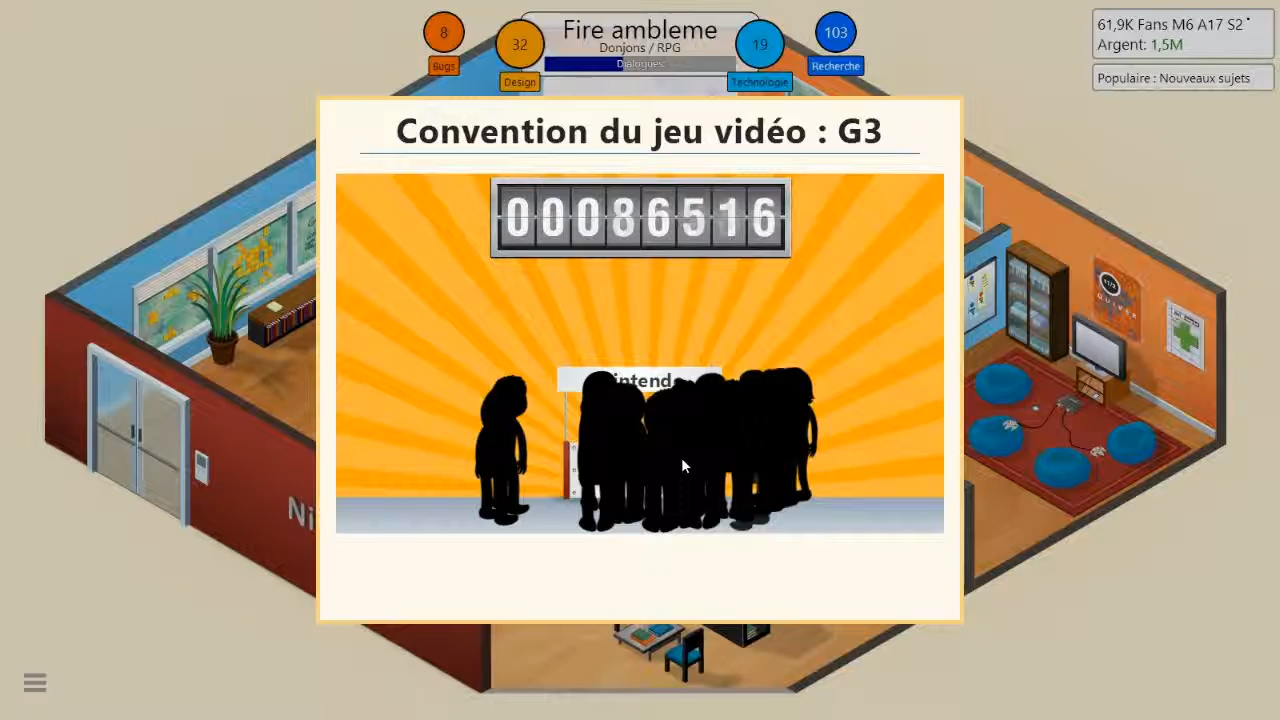 8
Bugs
32
Design
Fire ambleme
Donjons / RPG
Dialogues
19
Technologie
103
Recherche
61,9K Fans M6 A17 S2
Argent: 1,5M
Populaire : Nouveaux sujets
Convention du jeu vidéo : G3
00086516
intend
Ni